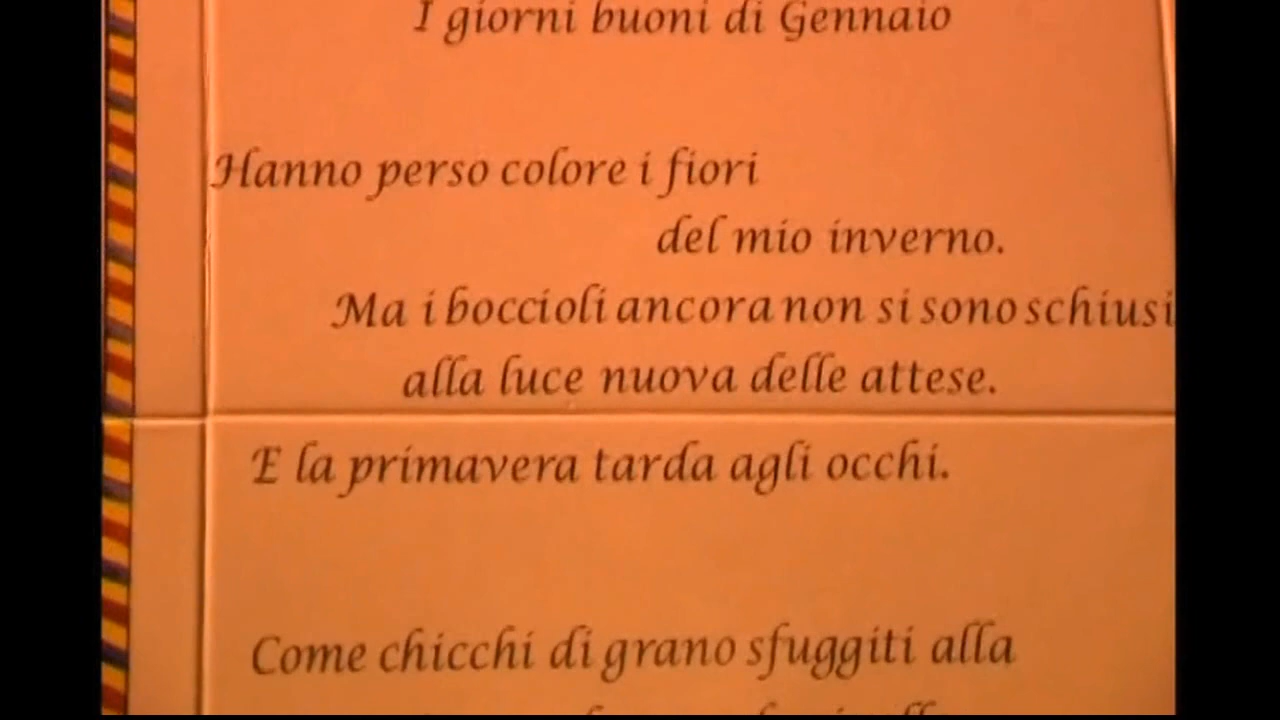 I giorni buoni di Gennaio
Hanno perso colore i fiori
del mio inverno.
Ma i boccioli ancora non si sono schiusi
alla luce nuova delle attese.
E la primavera tarda agli occhi.
Come chicchi di grano sfuggiti alla